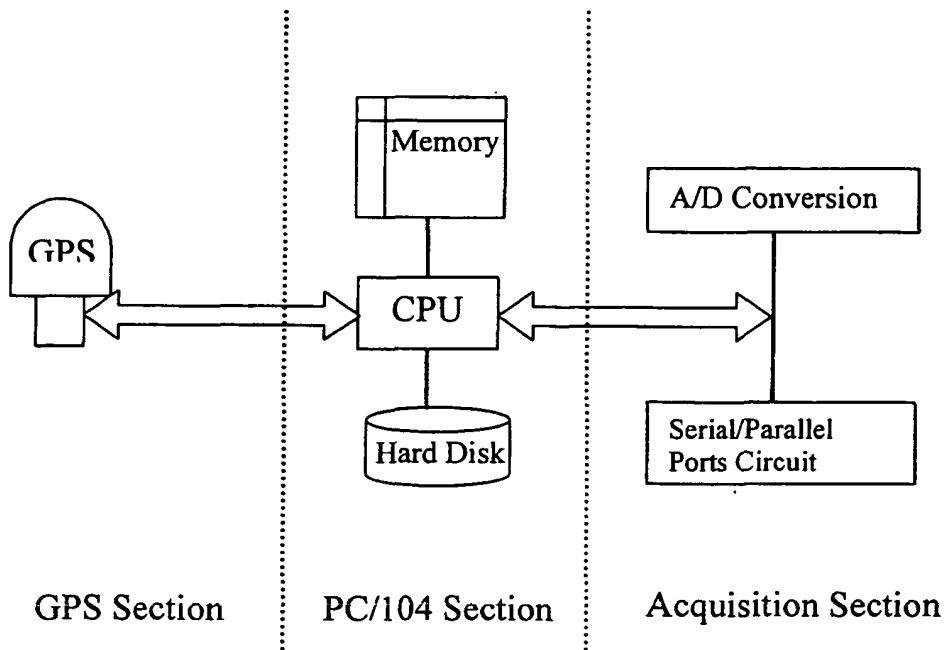 Memory
A/D Conversion
GPS
CPU
Serial/Parallel
Ports Circuit
Hard Disk
GPS Section
PC/104 Section
Acquisition Section